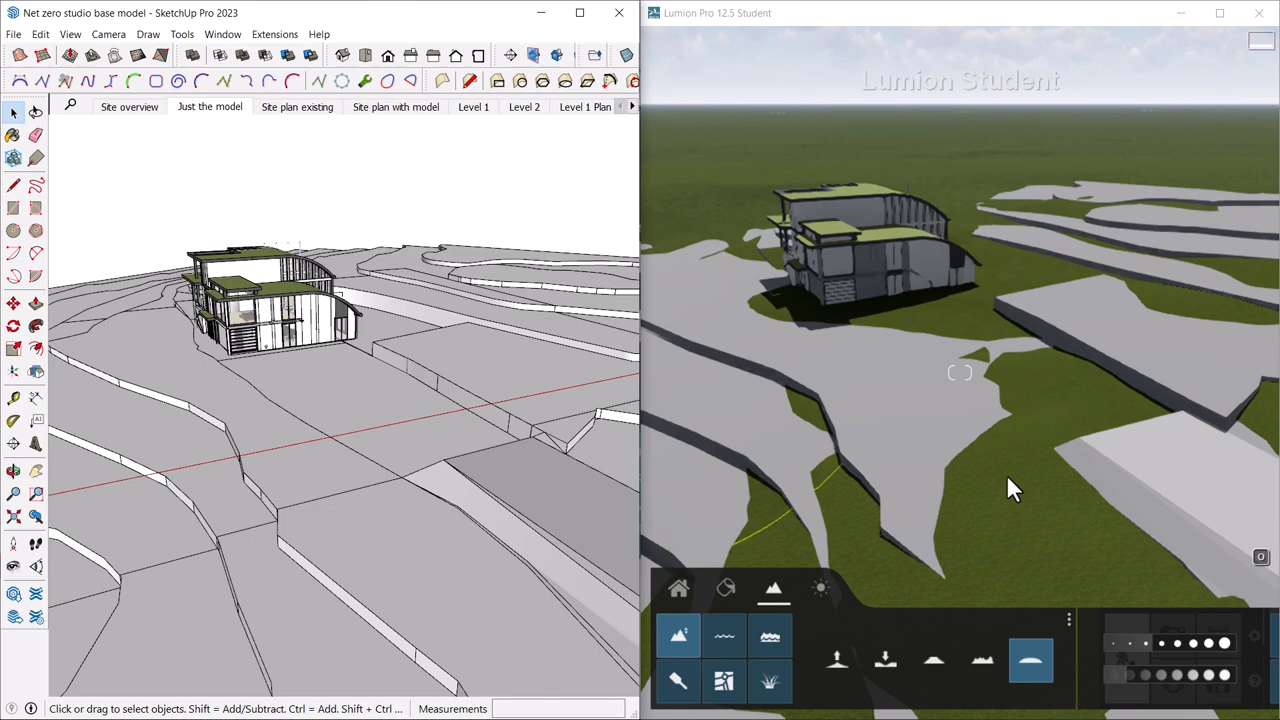 Net zero studio base model - SketchUp Pro 2023
File Edit View Camera Draw Tools Window Extensions Help
Site overview Just the model Site plan existing Site plan with model Level 1 Level 2 Level 1 Plan
Click or drag to select objects. Shift = Add/Subtract. Ctrl = Add. Shift + Ctrl ... Measurements
Lumion Pro 12.5 Student
Lumion Student